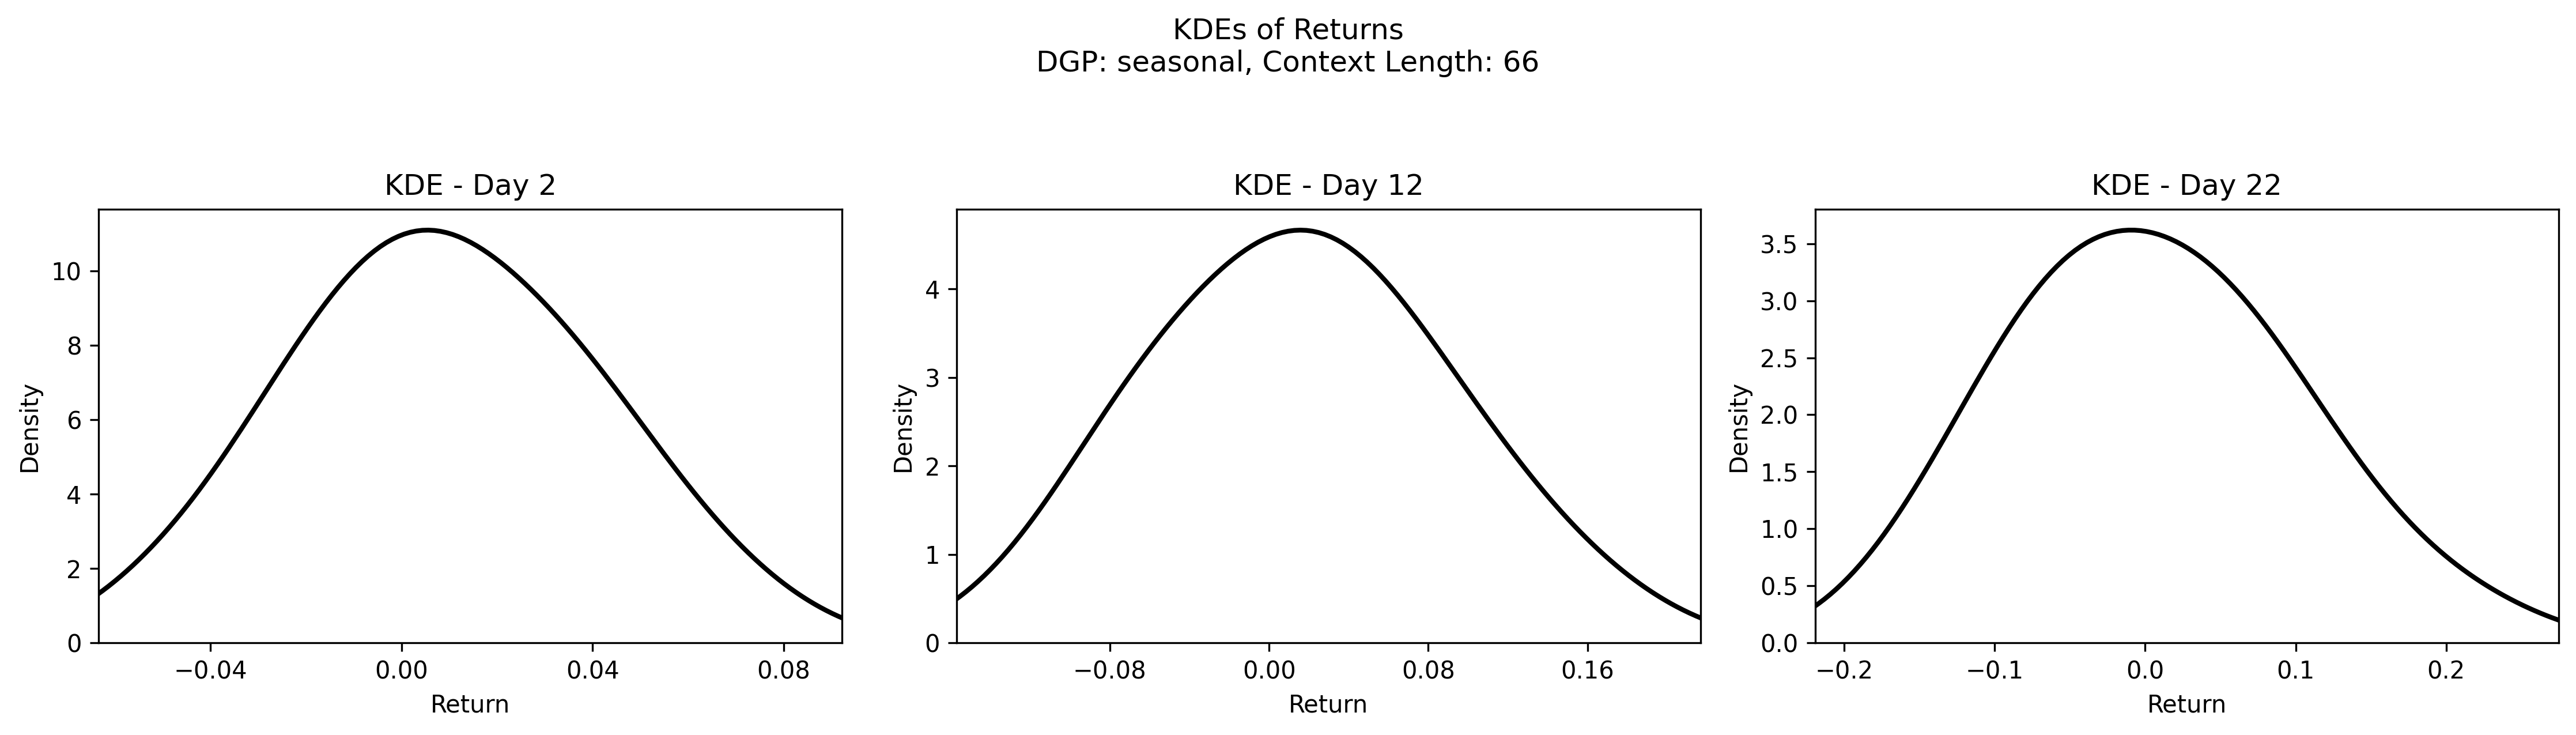 KDEs of Returns
DGP: seasonal, Context Length: 66
KDE - Day 2
Density
10
8
6
4
2
0
−0.04 0.00 0.04 0.08
Return
KDE - Day 12
Density
4
3
2
1
0
−0.08 0.00 0.08 0.16
Return
KDE - Day 22
Density
3.5
3.0
2.5
2.0
1.5
1.0
0.5
0.0
−0.2 −0.1 0.0 0.1 0.2
Return